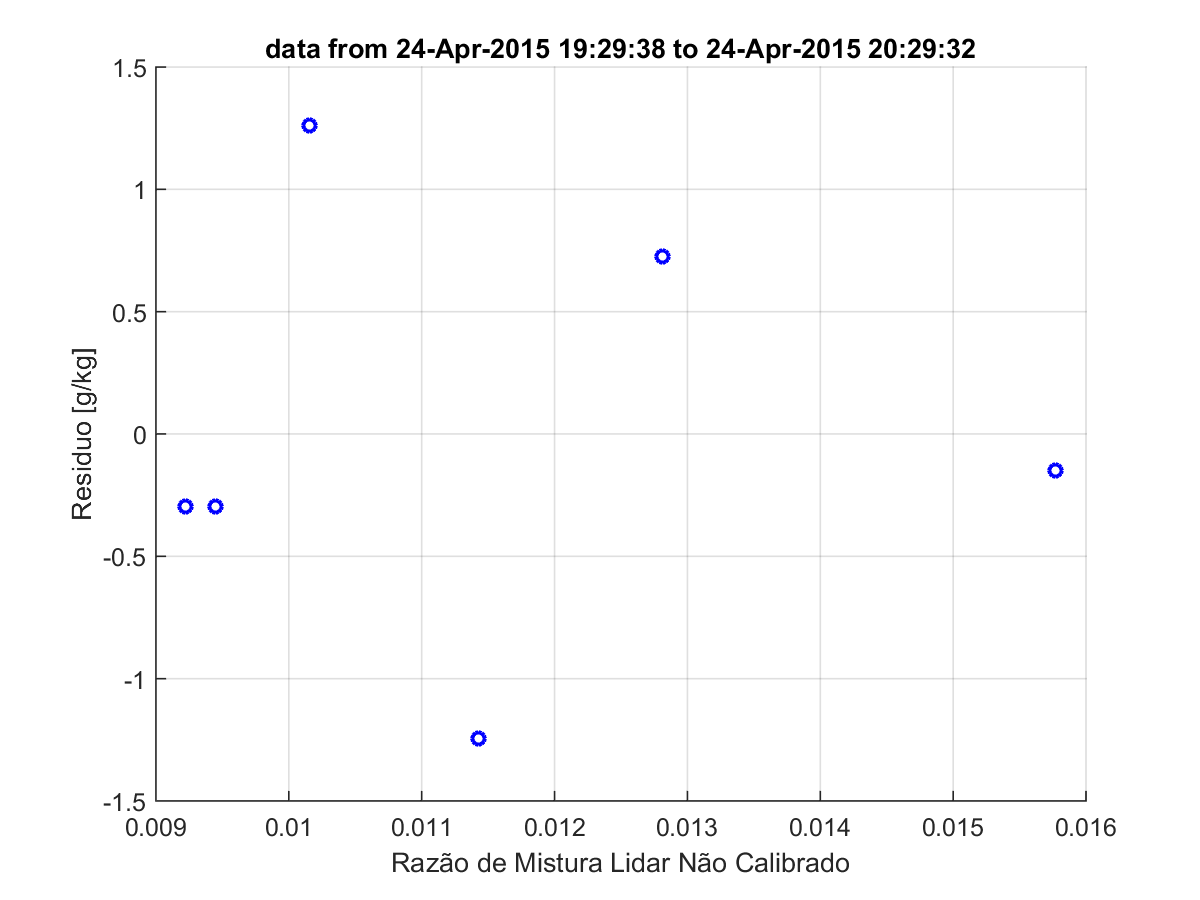 data from 24-Apr-2015 19:29:38 to 24-Apr-2015 20:29:32
1.5
1
0.5
0
-0.5
-1
-1.5
Residuo [g/kg]
0.009 0.01 0.011 0.012 0.013 0.014 0.015 0.016
Razão de Mistura Lidar Não Calibrado